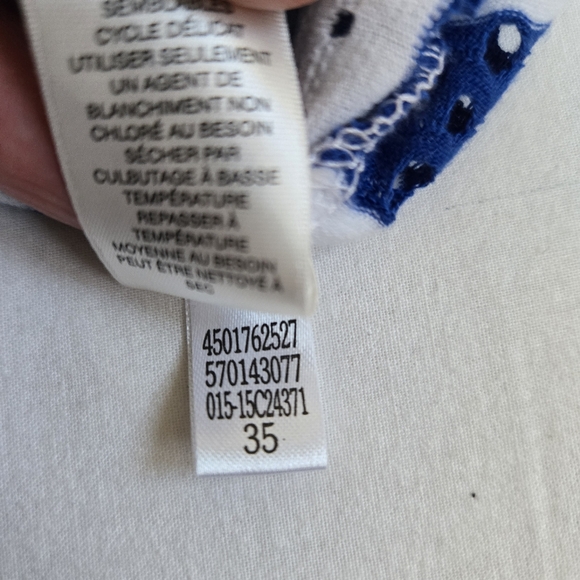 CYCLE DÉLICAT
UTILISER SEULEMENT
UN AGENT DE
BLANCHIMENT NON
CHLORÉ AU BESOIN
SÉCHER PAR
CULBUTAGE À BASSE
TEMPÉRATURE
REPASSER À
TEMPÉRATURE
MOYENNE AU BESOIN
PEUT ÊTRE NETTOYÉ À
SEC
4501762527
570143077
015-15C24371
35